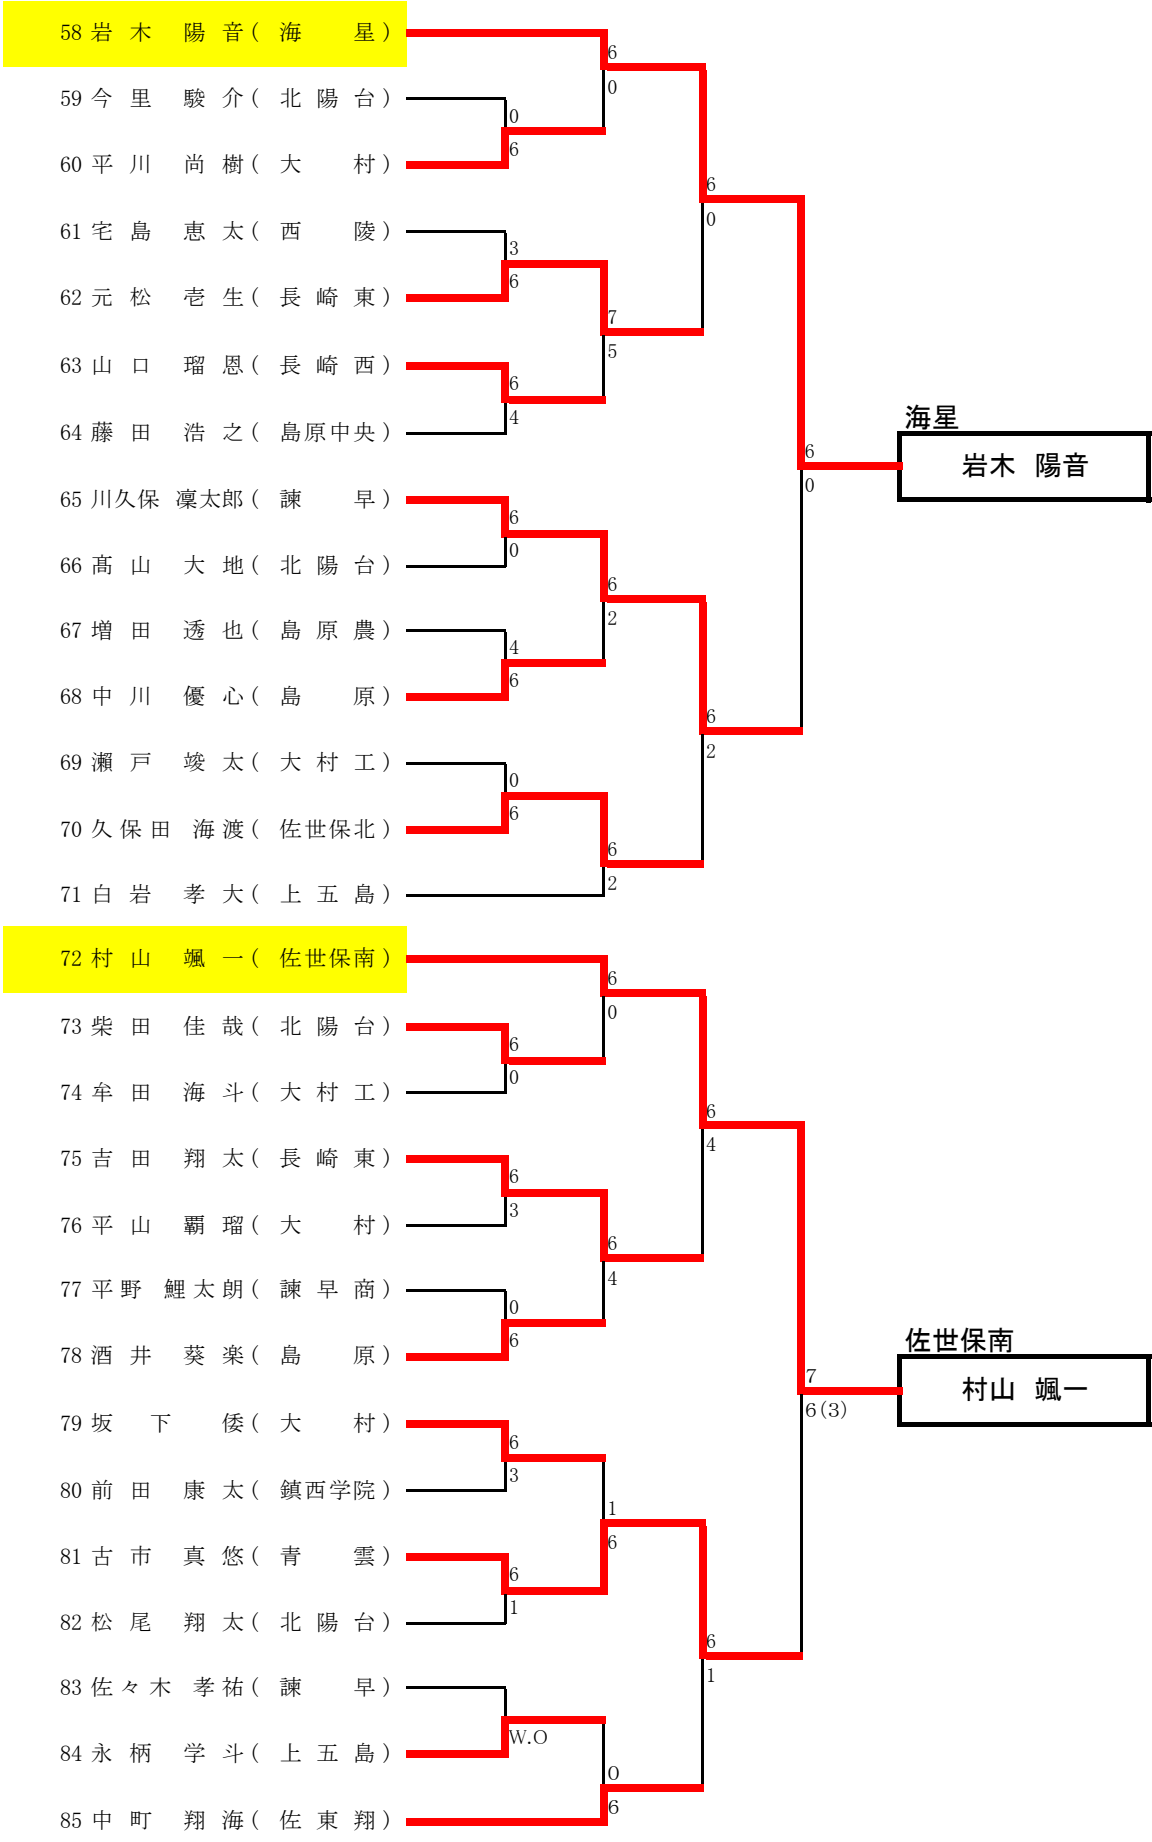 58 岩木 陽音(海星)
6
0
59 今里 駿介(北陽台)
0
6
60 平川 尚樹(大村)
6
0
61 宅島 恵太(西陵)
3
6
62 元松 壱生(長崎東)
7
5
63 山口 瑠恩(長崎西)
6
4
64 藤田 浩之(島原中央)
海星
岩木 陽音
6
0
65 川久保 凜太郎(諫早)
6
0
66 髙山 大地(北陽台)
6
2
67 増田 透也(島原農)
4
6
68 中川 優心(島原)
6
2
69 瀬戸 竣太(大村工)
0
6
70 久保田 海渡(佐世保北)
6
2
71 白岩 孝大(上五島)
72 村山 颯一(佐世保南)
6
0
73 柴田 佳哉(北陽台)
6
0
74 牟田 海斗(大村工)
6
4
75 吉田 翔太(長崎東)
6
3
76 平山 覇瑠(大村)
6
4
77 平野 鯉太朗(諫早商)
0
6
78 酒井 葵楽(島原)
佐世保南
村山 颯一
7
6(3)
79 坂下 倭(大村)
6
3
80 前田 康太(鎮西学院)
1
6
81 古市 真悠(青雲)
6
1
82 松尾 翔太(北陽台)
6
1
83 佐々木 孝祐(諫早)
W.O
84 永柄 学斗(上五島)
0
6
85 中町 翔海(佐東翔)